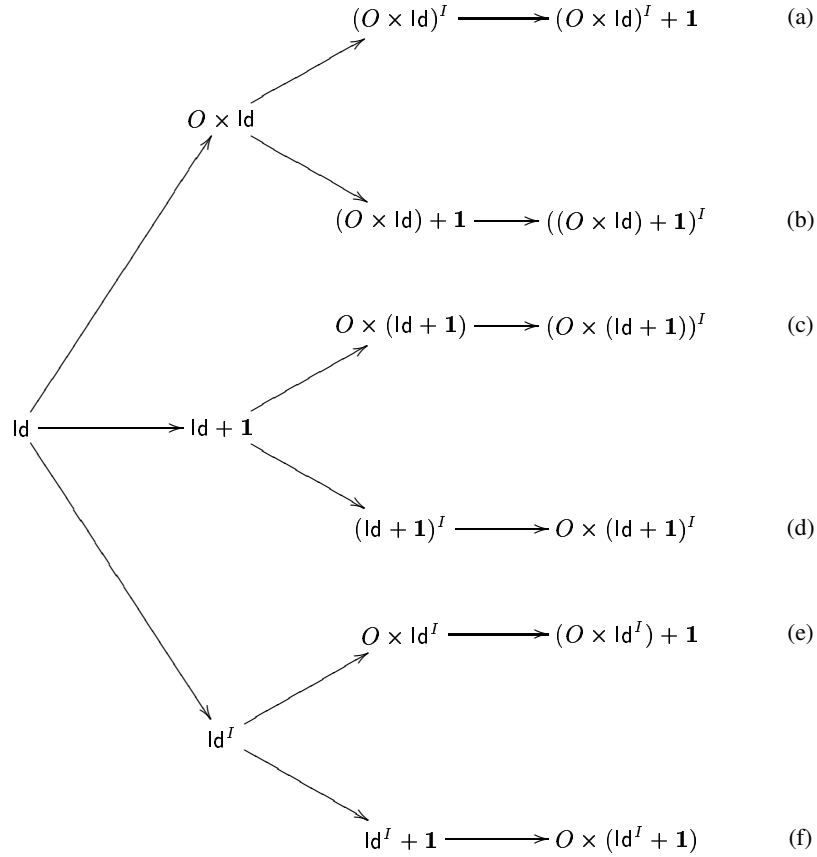 (O × Id)^I (O × Id)^I + 1 (a)
O × Id
(O × Id) + 1 ((O × Id) + 1)^I (b)
O × (Id + 1) (O × (Id + 1))^I (c)
Id Id + 1
(Id + 1)^I O × (Id + 1)^I (d)
O × Id^I (O × Id^I) + 1 (e)
Id^I
Id^I + 1 O × (Id^I + 1) (f)